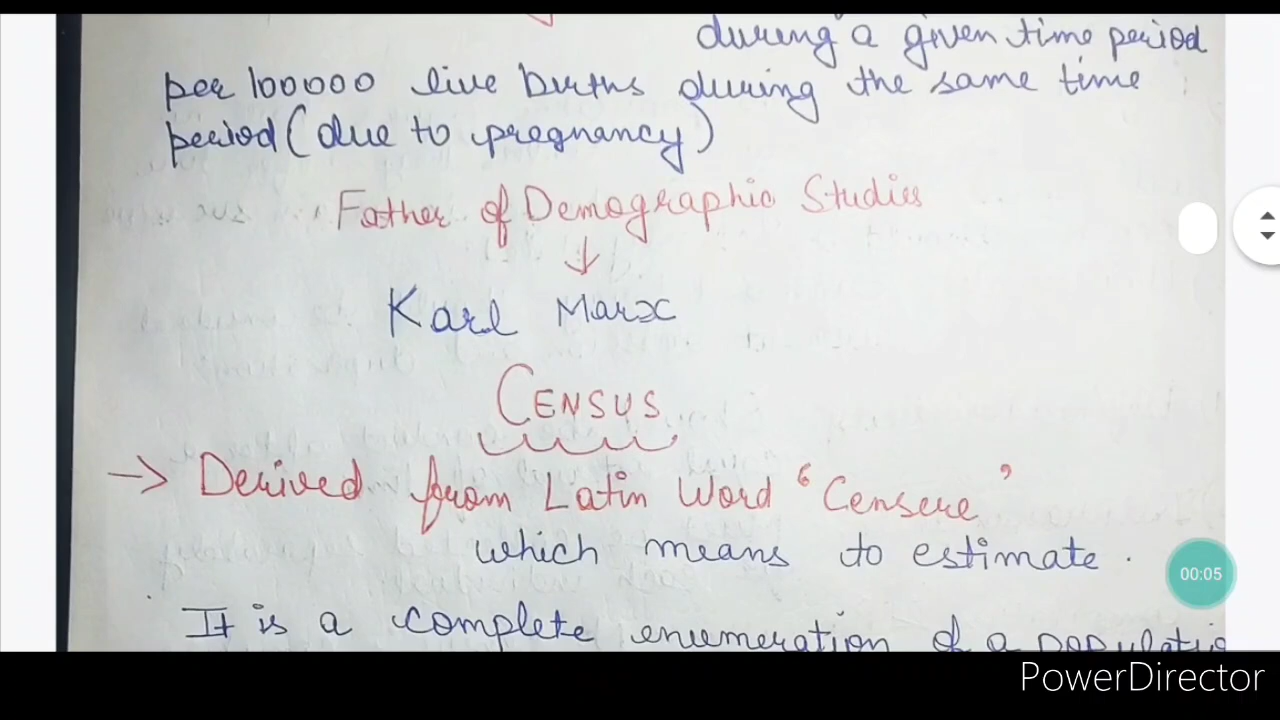 during a given time period
per 100000 live births during the same time
period (due to pregnancy)
Father of Demographic Studies
↓
Karl Marx
CENSUS
→ Derived from Latin Word ‘Censere’
which means to estimate.
00:05
It is a complete enumeration of a populatio
PowerDirector